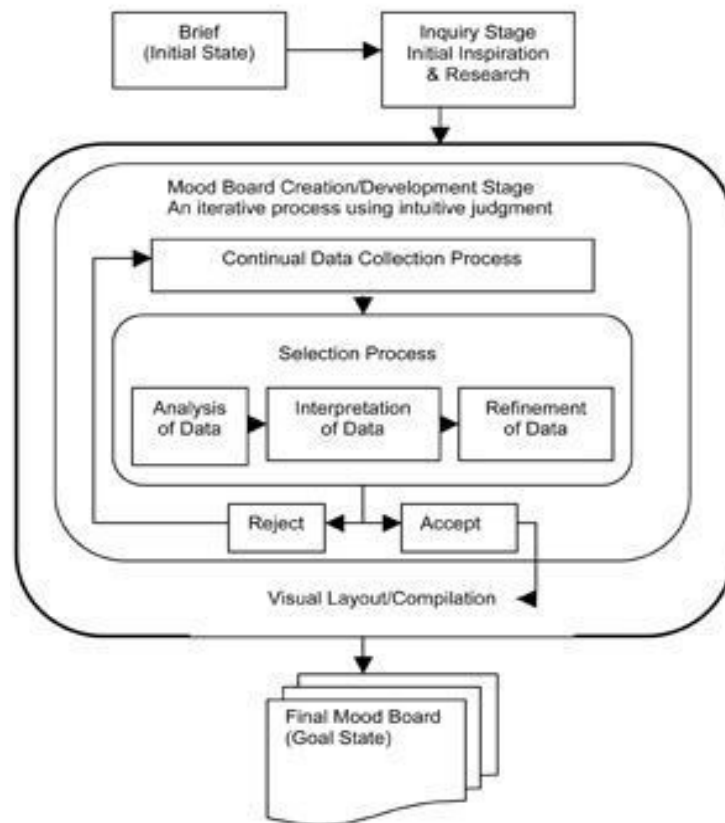 Brief
(Initial State)
Inquiry Stage
Initial Inspiration
& Research
Mood Board Creation/Development Stage
An iterative process using intuitive judgment
Continual Data Collection Process
Selection Process
Analysis
of Data
Interpretation
of Data
Refinement
of Data
Reject
Accept
Visual Layout/Compilation
Final Mood Board
(Goal State)